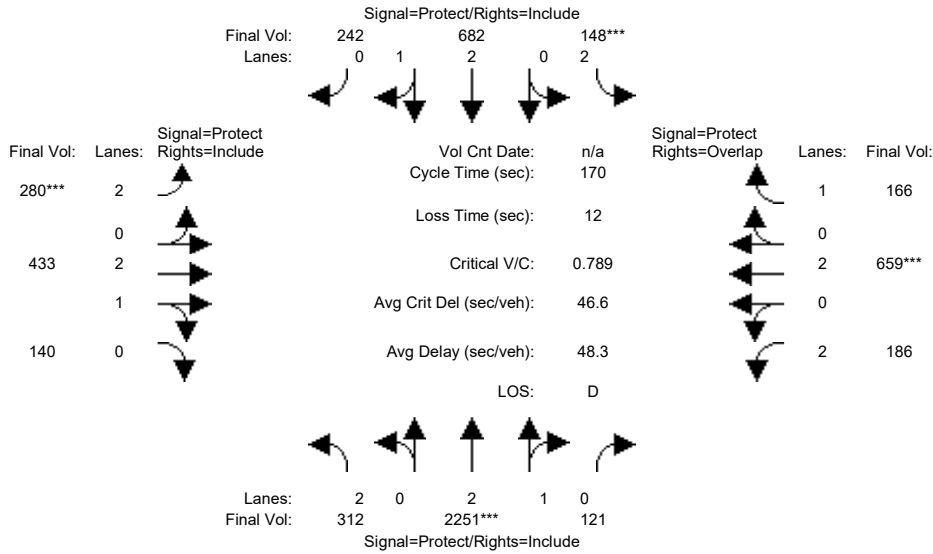 Signal=Protect/Rights=Include
Final Vol: 242 682 148***
Lanes: 0 1 2 0 2
Signal=Protect
Final Vol: Lanes: Rights=Include
Vol Cnt Date: n/a
Signal=Protect
Rights=Overlap Lanes: Final Vol:
Cycle Time (sec): 170
280*** 2
1 166
Loss Time (sec): 12
0
0
433 2
Critical V/C: 0.789
2 659***
1
Avg Crit Del (sec/veh): 46.6
0
140 0
Avg Delay (sec/veh): 48.3
2 186
LOS: D
Lanes: 2 0 2 1 0
Final Vol: 312 2251*** 121
Signal=Protect/Rights=Include